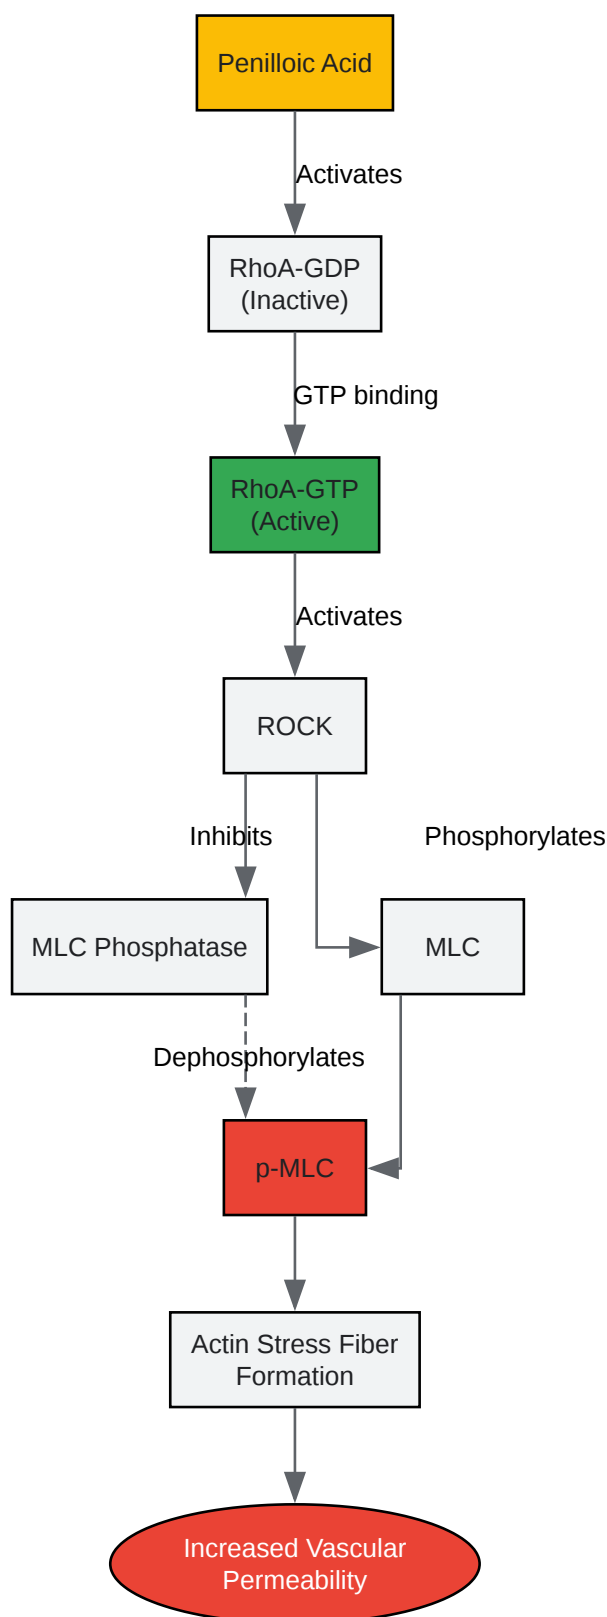 Penilloic Acid
Activates
RhoA-GDP
(Inactive)
GTP binding
RhoA-GTP
(Active)
Activates
ROCK
Inhibits
Phosphorylates
MLC Phosphatase
MLC
Dephosphorylates
p-MLC
Actin Stress Fiber
Formation
Increased Vascular
Permeability